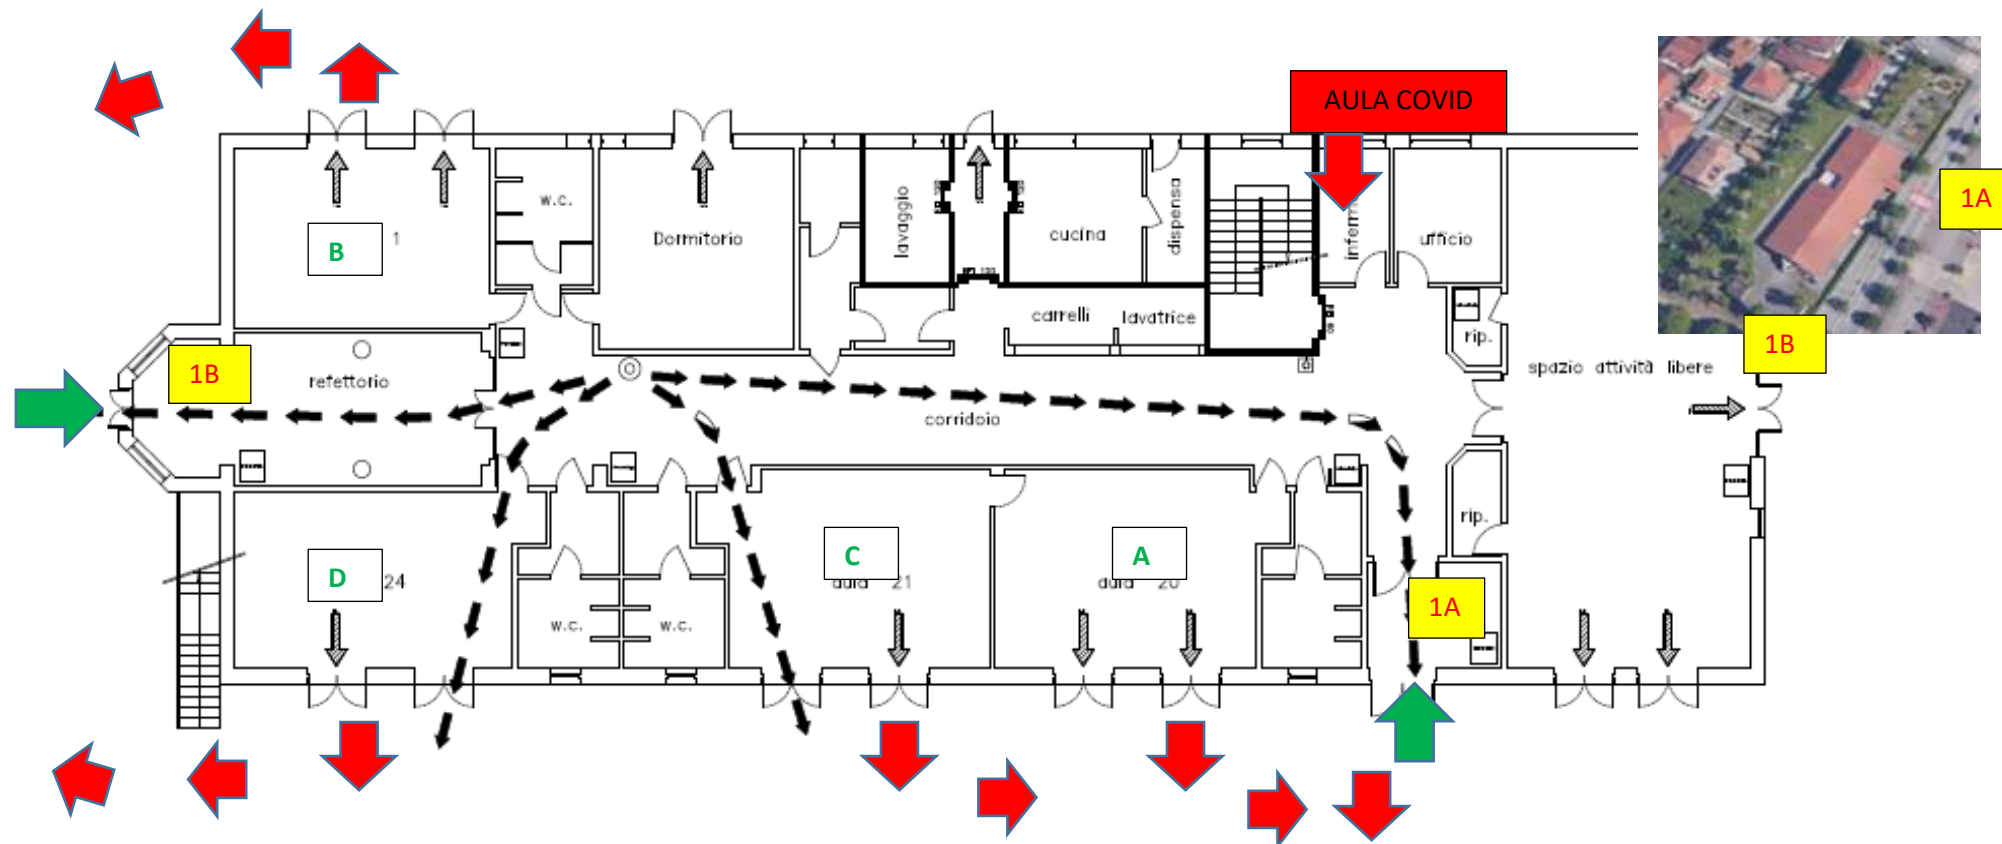 AULA COVID
1A
1B
w.c.
B
1
Dormitorio
lavaggio
cucina
dispensa
ufficio
carrelli
lavatrice
rip.
1B
refettorio
spazio attività libere
corridoio
rip.
D
24
C
21
A
20
1A
w.c.
w.c.